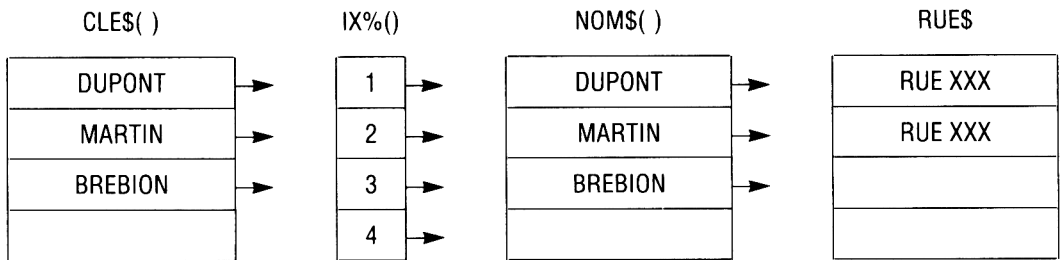 CLE$( ) IX%() NOM$( ) RUE$
DUPONT 1 DUPONT RUE XXX
MARTIN 2 MARTIN RUE XXX
BREBION 3 BREBION
4